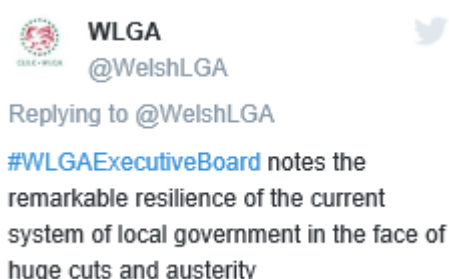 WLGA
@WelshLGA
Replying to @WelshLGA
#WLGAExecutiveBoard notes the
remarkable resilience of the current
system of local government in the face of
huge cuts and austerity